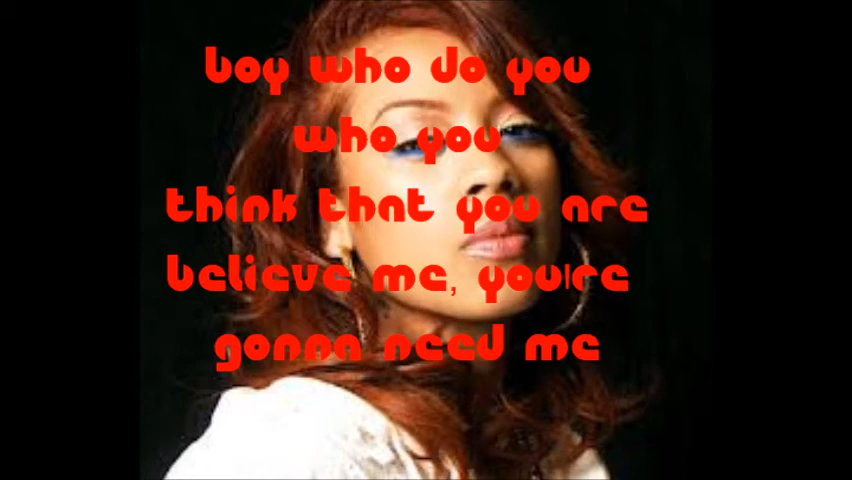 boy who do you
who you
think that you are
believe me, you're
gonna need me